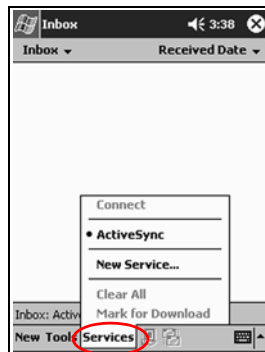 Inbox 3:38
Inbox Received Date
Connect
ActiveSync
New Service...
Clear All
Mark for Download
Inbox: Activ
New Tools Services